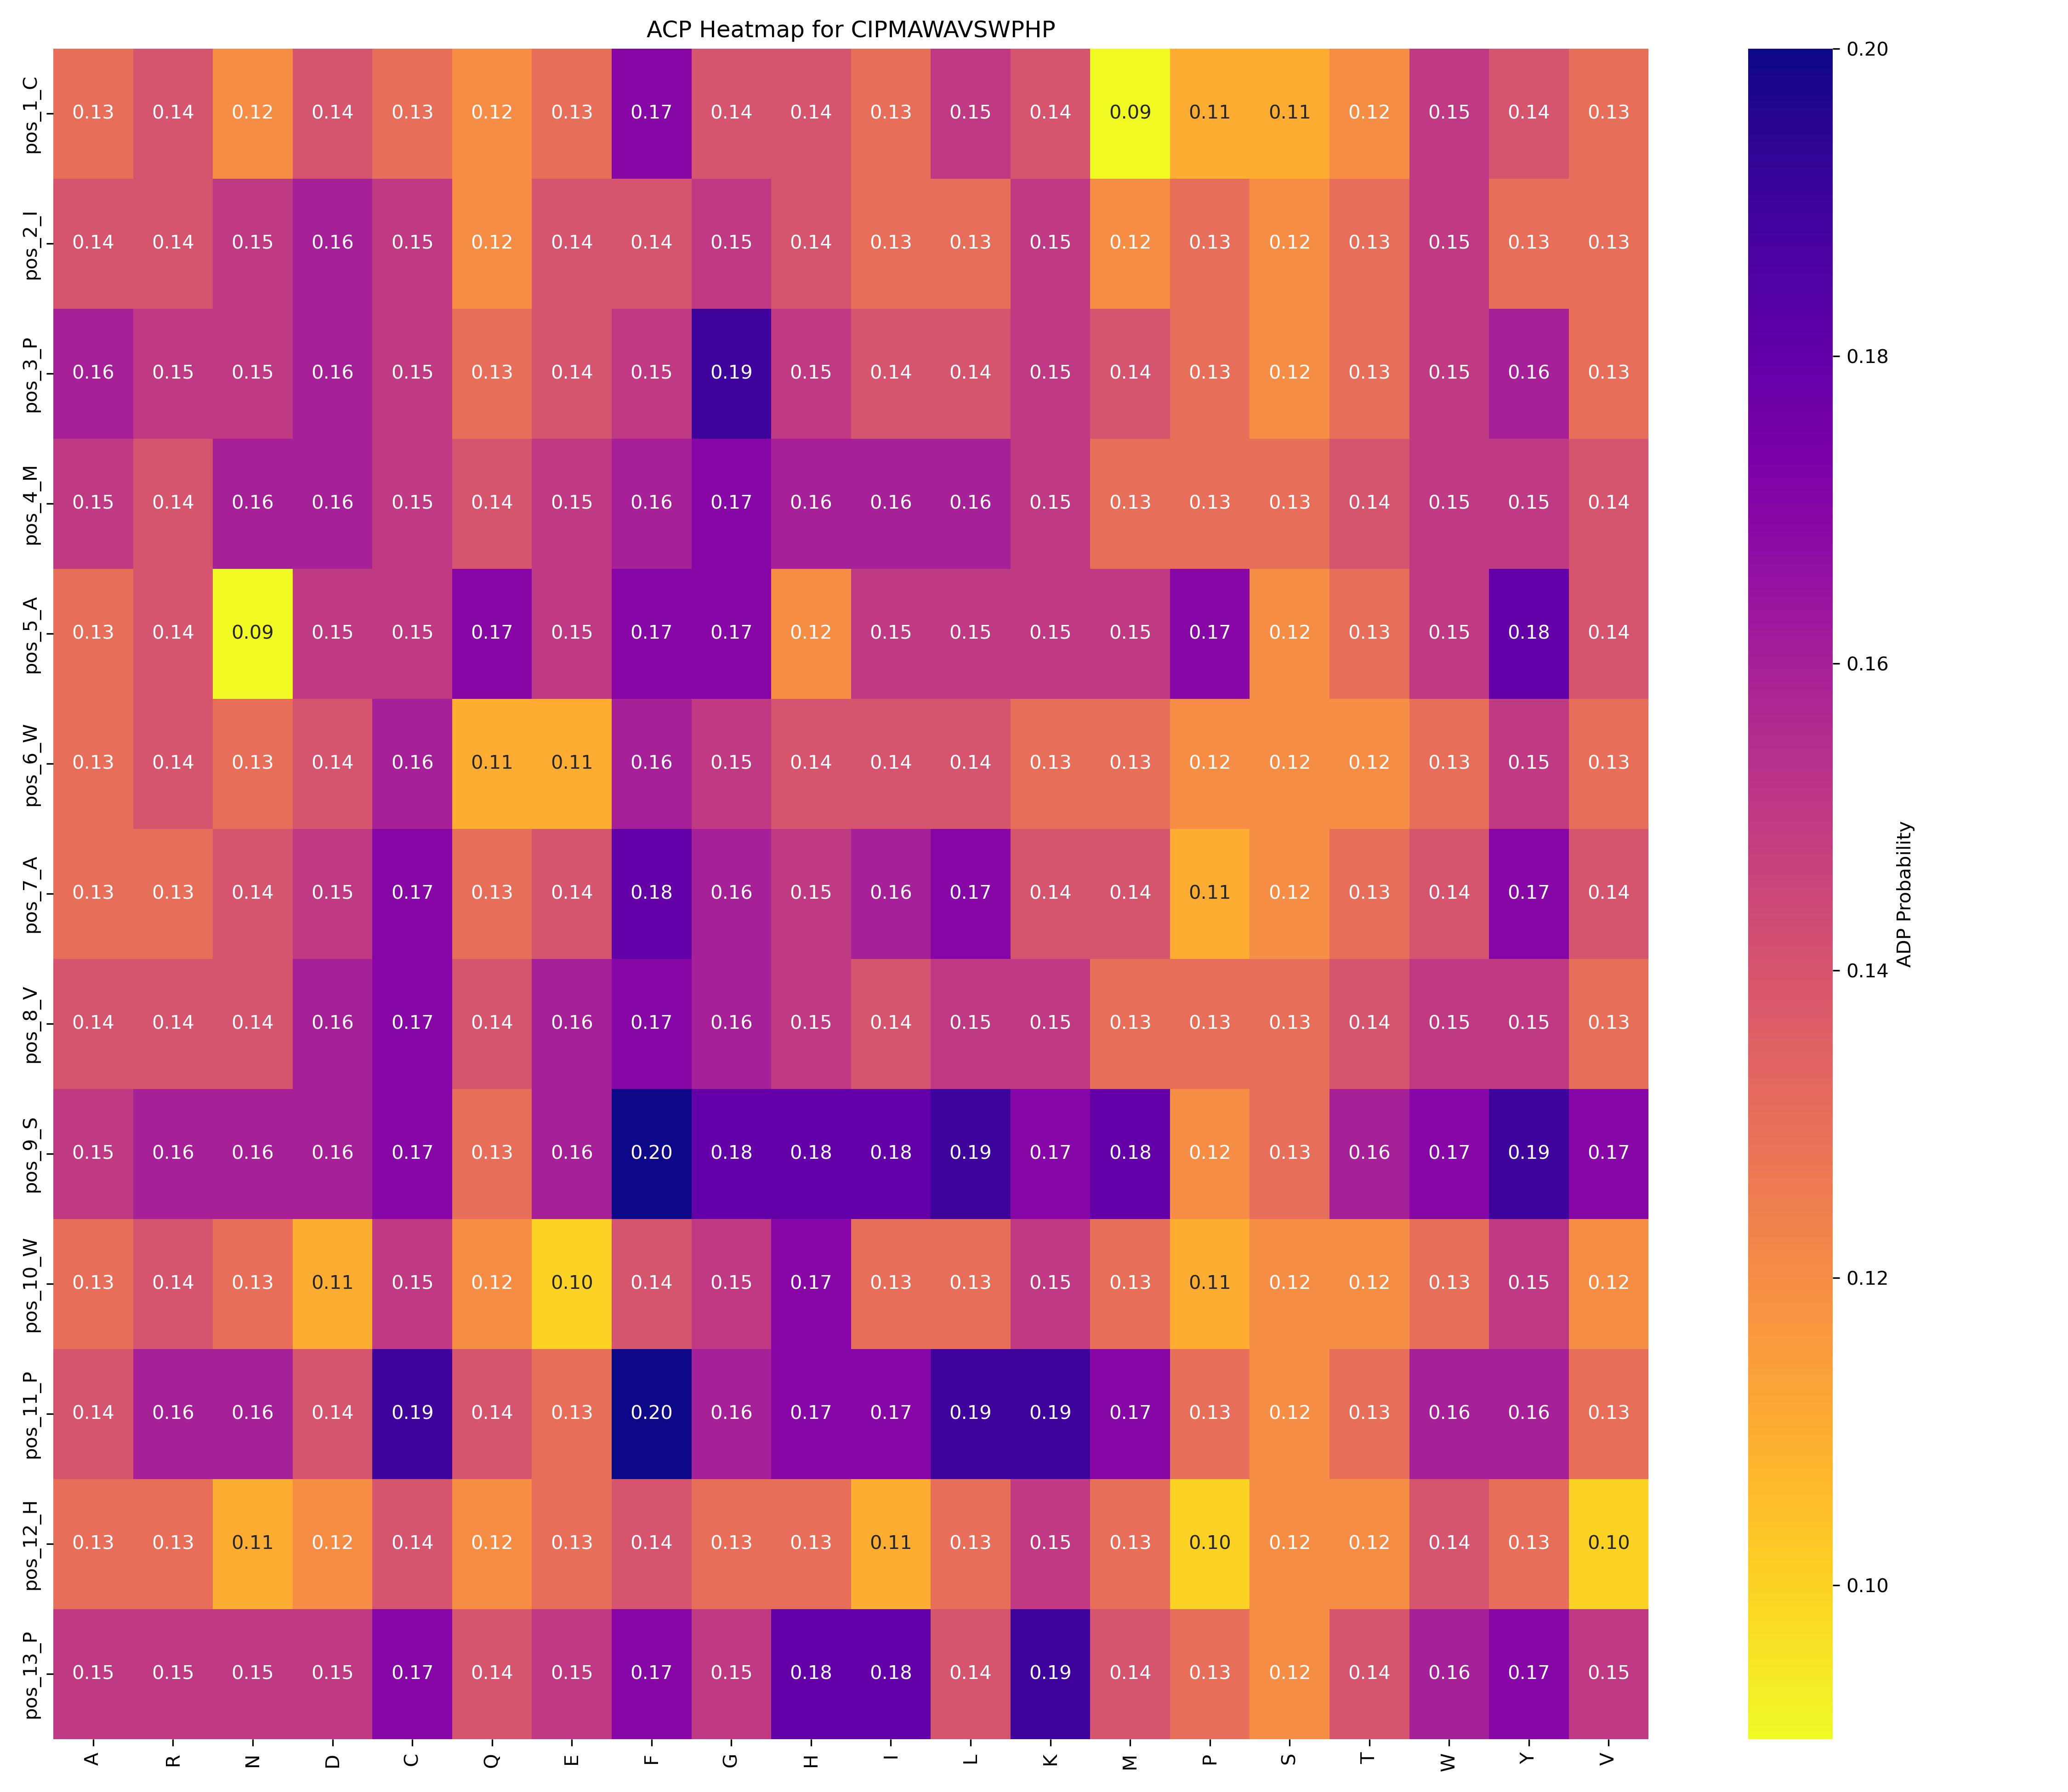 ACP Heatmap for CIPMAWAVSWPHP
pos_1_C 0.13 0.14 0.12 0.14 0.13 0.12 0.13 0.17 0.14 0.14 0.13 0.15 0.14 0.09 0.11 0.11 0.12 0.15 0.14 0.13
pos_2_I 0.14 0.14 0.15 0.16 0.15 0.12 0.14 0.14 0.15 0.14 0.13 0.13 0.15 0.12 0.13 0.12 0.13 0.15 0.13 0.13
pos_3_P 0.16 0.15 0.15 0.16 0.15 0.13 0.14 0.15 0.19 0.15 0.14 0.14 0.15 0.14 0.13 0.12 0.13 0.15 0.16 0.13
pos_4_M 0.15 0.14 0.16 0.16 0.15 0.14 0.15 0.16 0.17 0.16 0.16 0.16 0.15 0.13 0.13 0.13 0.14 0.15 0.15 0.14
pos_5_A 0.13 0.14 0.09 0.15 0.15 0.17 0.15 0.17 0.17 0.12 0.15 0.15 0.15 0.15 0.17 0.12 0.13 0.15 0.18 0.14
pos_6_W 0.13 0.14 0.13 0.14 0.16 0.11 0.11 0.16 0.15 0.14 0.14 0.14 0.13 0.13 0.12 0.12 0.12 0.13 0.15 0.13
pos_7_A 0.13 0.13 0.14 0.15 0.17 0.13 0.14 0.18 0.16 0.15 0.16 0.17 0.14 0.14 0.11 0.12 0.13 0.14 0.17 0.14
pos_8_V 0.14 0.14 0.14 0.16 0.17 0.14 0.16 0.17 0.16 0.15 0.14 0.15 0.15 0.13 0.13 0.13 0.14 0.15 0.15 0.13
pos_9_S 0.15 0.16 0.16 0.16 0.17 0.13 0.16 0.20 0.18 0.18 0.18 0.19 0.17 0.18 0.12 0.13 0.16 0.17 0.19 0.17
pos_10_W 0.13 0.14 0.13 0.11 0.15 0.12 0.10 0.14 0.15 0.17 0.13 0.13 0.15 0.13 0.11 0.12 0.12 0.13 0.15 0.12
pos_11_P 0.14 0.16 0.16 0.14 0.19 0.14 0.13 0.20 0.16 0.17 0.17 0.19 0.19 0.17 0.13 0.12 0.13 0.16 0.16 0.13
pos_12_H 0.13 0.13 0.11 0.12 0.14 0.12 0.13 0.14 0.13 0.13 0.11 0.13 0.15 0.13 0.10 0.12 0.12 0.14 0.13 0.10
pos_13_P 0.15 0.15 0.15 0.15 0.17 0.14 0.15 0.17 0.15 0.18 0.18 0.14 0.19 0.14 0.13 0.12 0.14 0.16 0.17 0.15
A R N D C Q E F G H I L K M P S T W Y V
0.20
0.18
0.16
0.14
0.12
0.10
ADP Probability